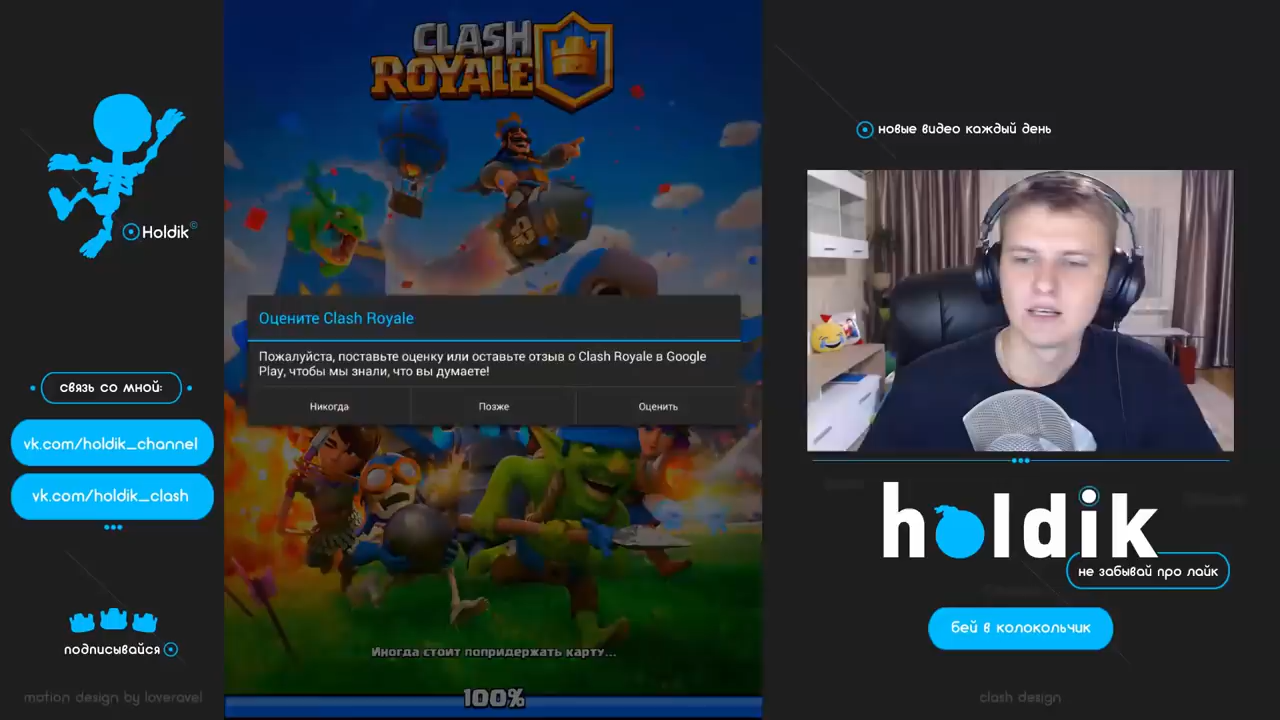 CLASH
ROYALE
новые видео каждый день
Holdik©
Оцените Clash Royale
Пожалуйста, поставьте оценку или оставьте отзыв о Clash Royale в Google
Play, чтобы мы знали, что вы думаете!
Никогда
Позже
Оценить
связь со мной:
vk.com/holdik_channel
vk.com/holdik_clash
holdik
не забывай про лайк
бей в колокольчик
подписывайся
Иногда стоит попридержать карту...
100%
motion design by loveravel
clash design